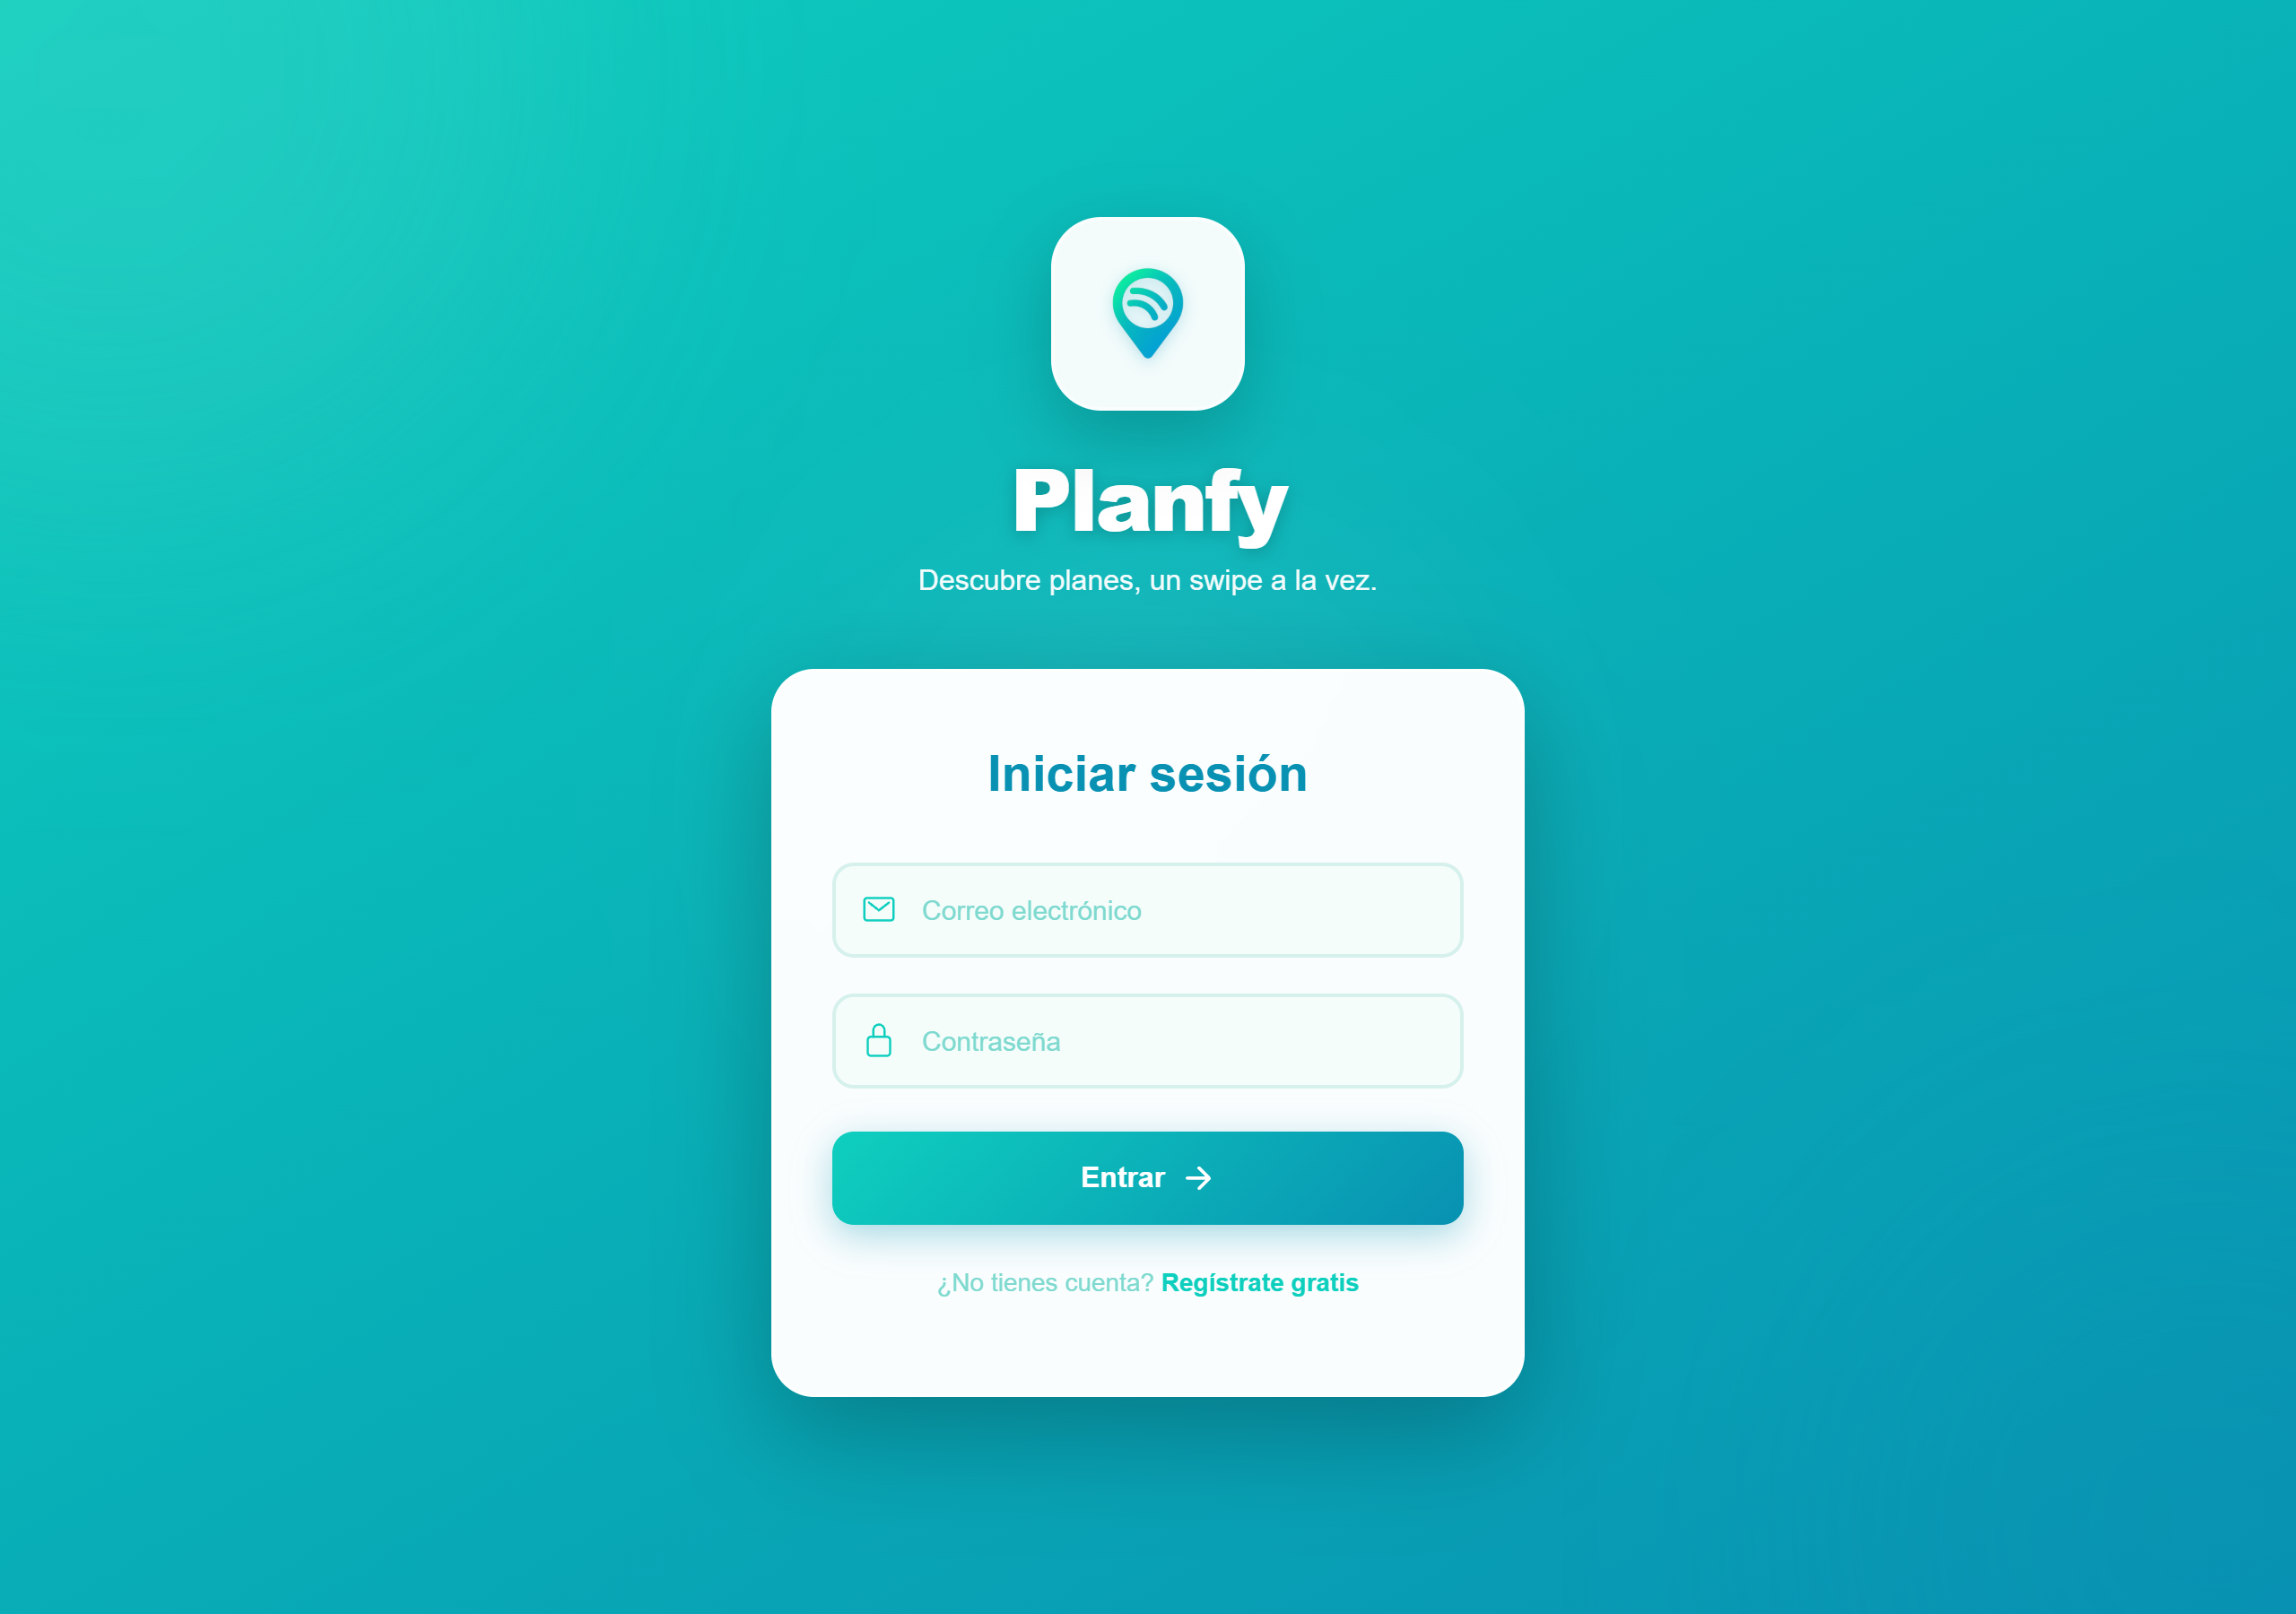 Planfy
Descubre planes, un swipe a la vez.
Iniciar sesión
Correo electrónico
Contraseña
Entrar →
¿No tienes cuenta? Regístrate gratis